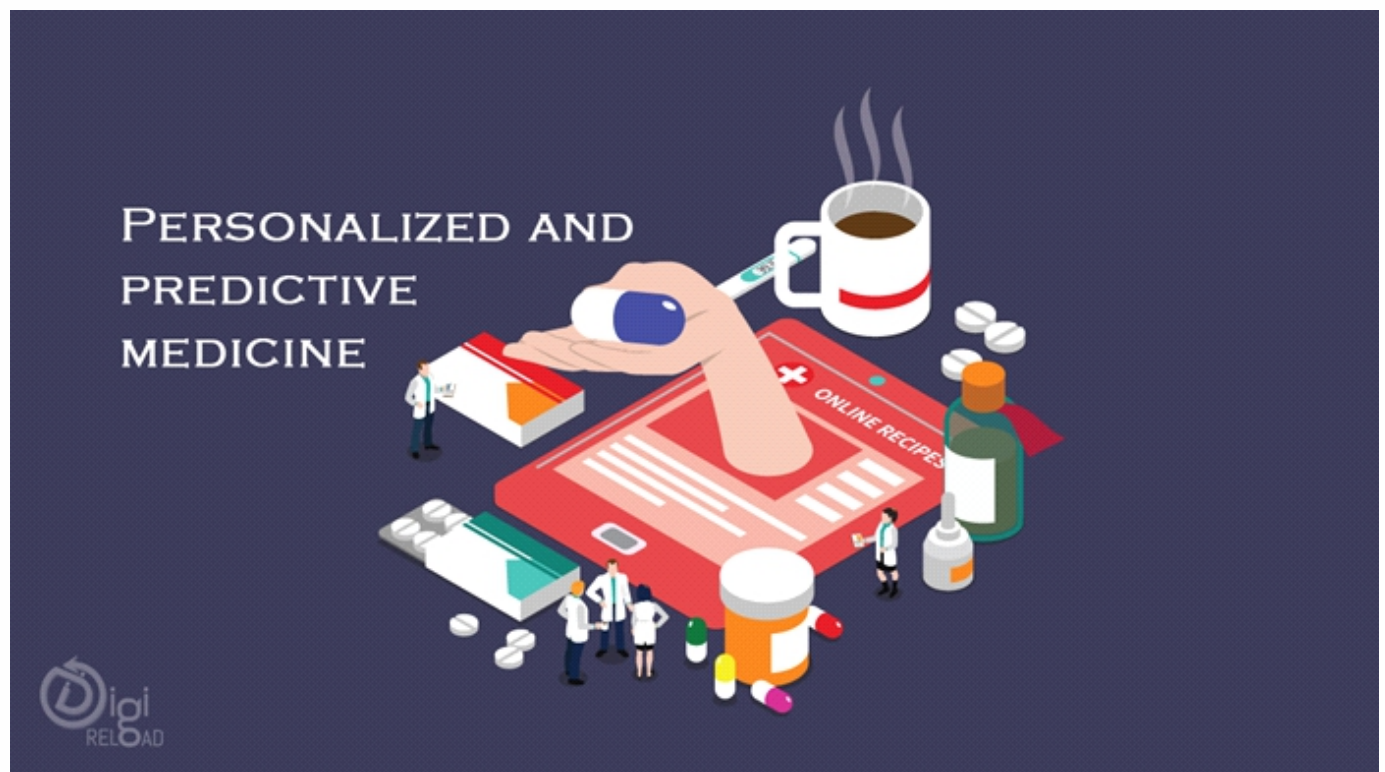 PERSONALIZED AND
PREDICTIVE
MEDICINE
ONLINE RECIPES
Digi
RELOAD